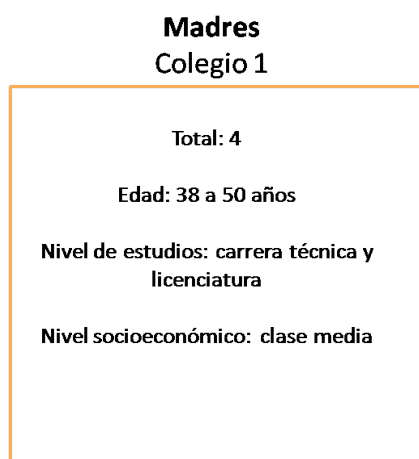 Madres
Colegio 1
Total: 4
Edad: 38 a 50 años
Nivel de estudios: carrera técnica y
licenciatura
Nivel socioeconómico: clase media